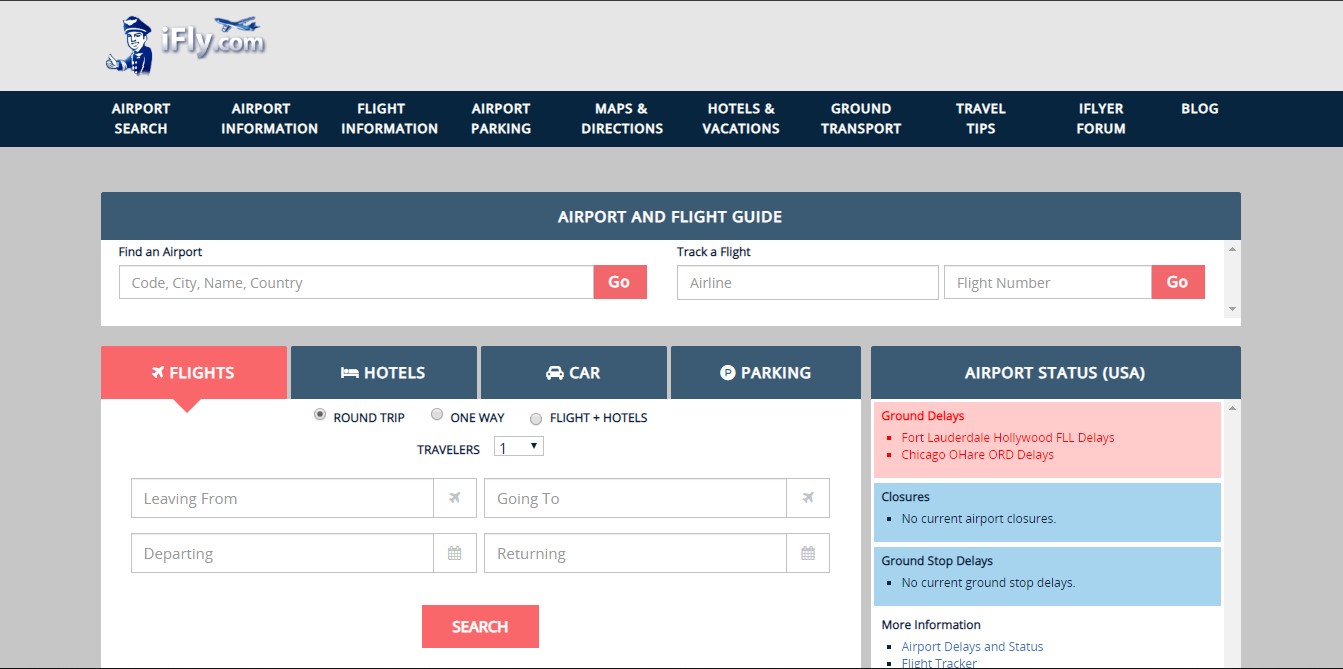 iFly.com
AIRPORT SEARCH
AIRPORT INFORMATION
FLIGHT INFORMATION
AIRPORT PARKING
MAPS & DIRECTIONS
HOTELS & VACATIONS
GROUND TRANSPORT
TRAVEL TIPS
IFLYER FORUM
BLOG
AIRPORT AND FLIGHT GUIDE
Find an Airport
Code, City, Name, Country
Go
Track a Flight
Airline
Flight Number
Go
FLIGHTS
HOTELS
CAR
P PARKING
ROUND TRIP
ONE WAY
FLIGHT + HOTELS
TRAVELERS 1
Leaving From
Going To
Departing
Returning
SEARCH
AIRPORT STATUS (USA)
Ground Delays
Fort Lauderdale Hollywood FLL Delays
Chicago OHare ORD Delays
Closures
No current airport closures.
Ground Stop Delays
No current ground stop delays.
More Information
Airport Delays and Status
Flight Tracker